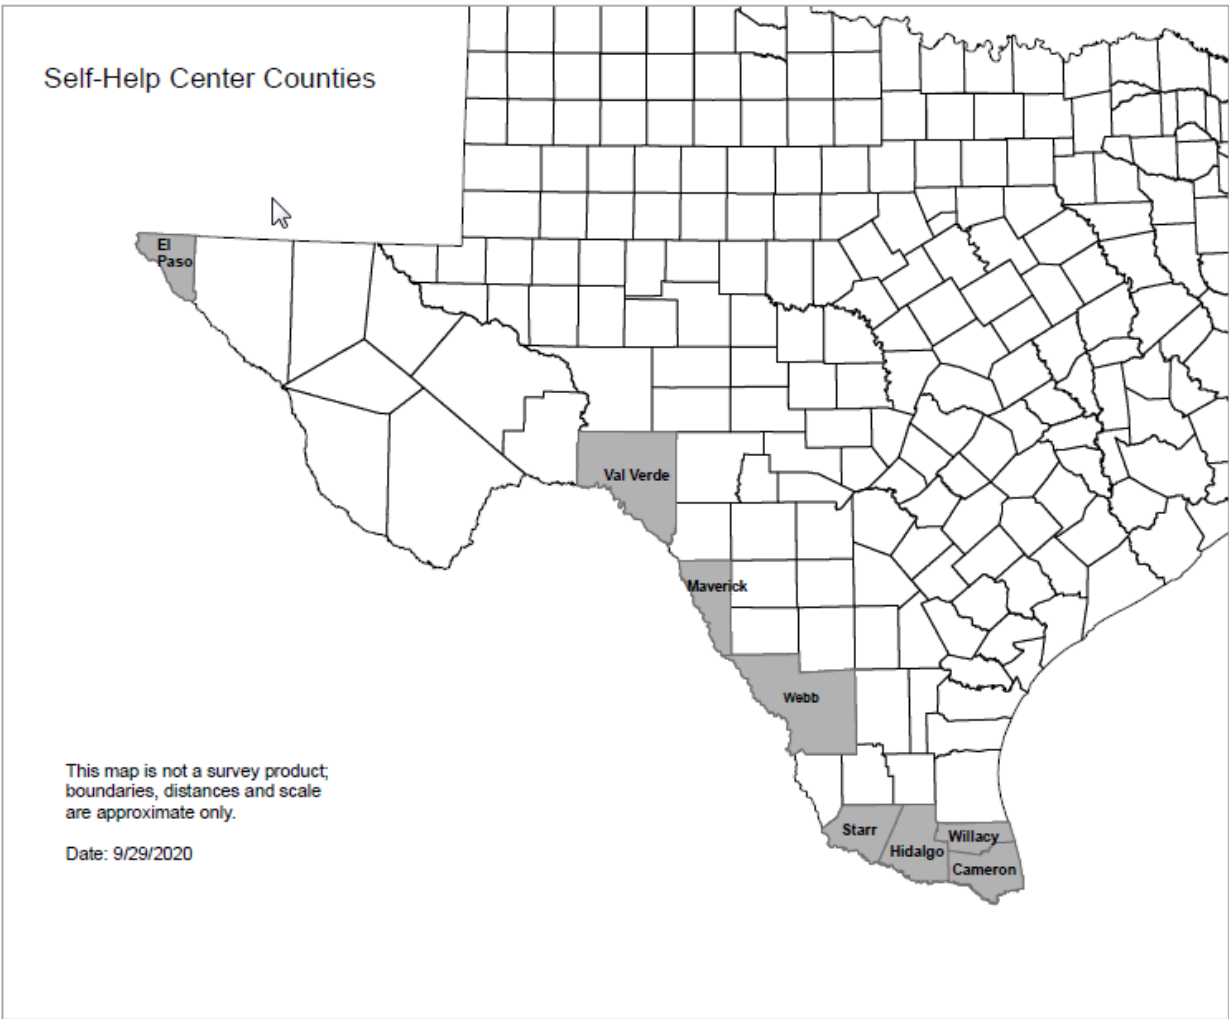 Self-Help Center Counties
El
Paso
Val Verde
Maverick
Webb
This map is not a survey product;
boundaries, distances and scale
are approximate only.
Date: 9/29/2020
Starr
Hidalgo
Willacy
Cameron